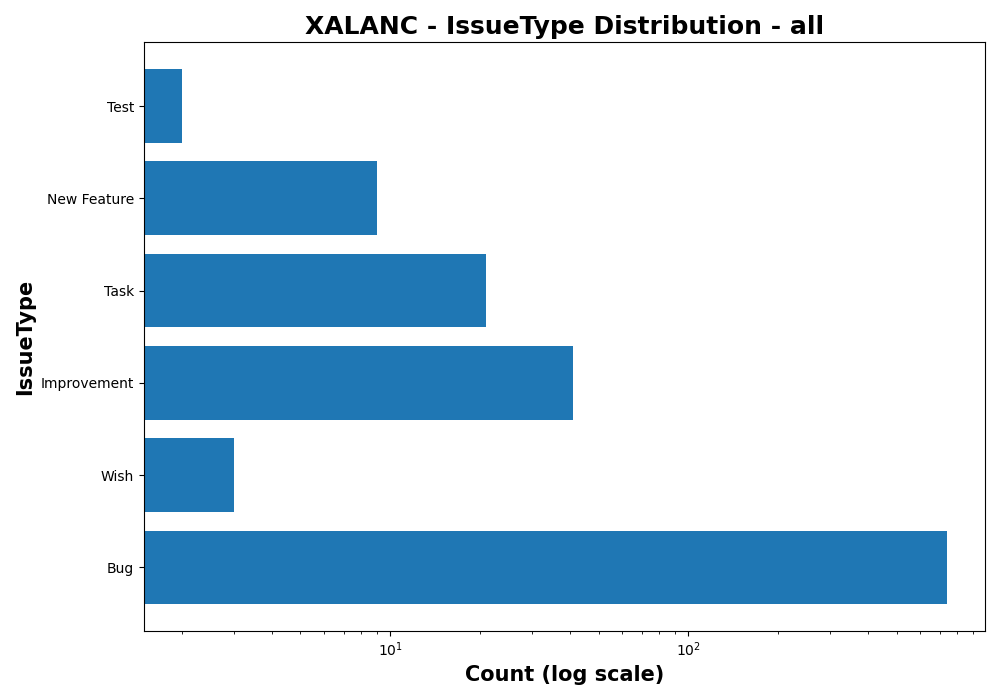 XALANC - IssueType Distribution - all
Test
New Feature
Task
Improvement
Wish
Bug
IssueType
10¹
10²
Count (log scale)